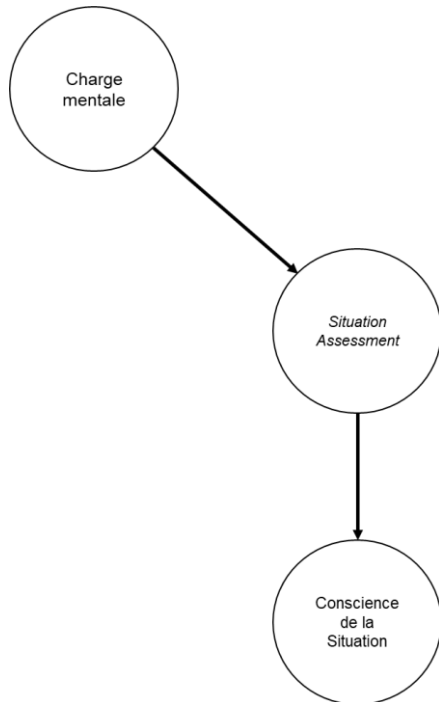 Charge
mentale
Situation
Assessment
Conscience
de la
Situation